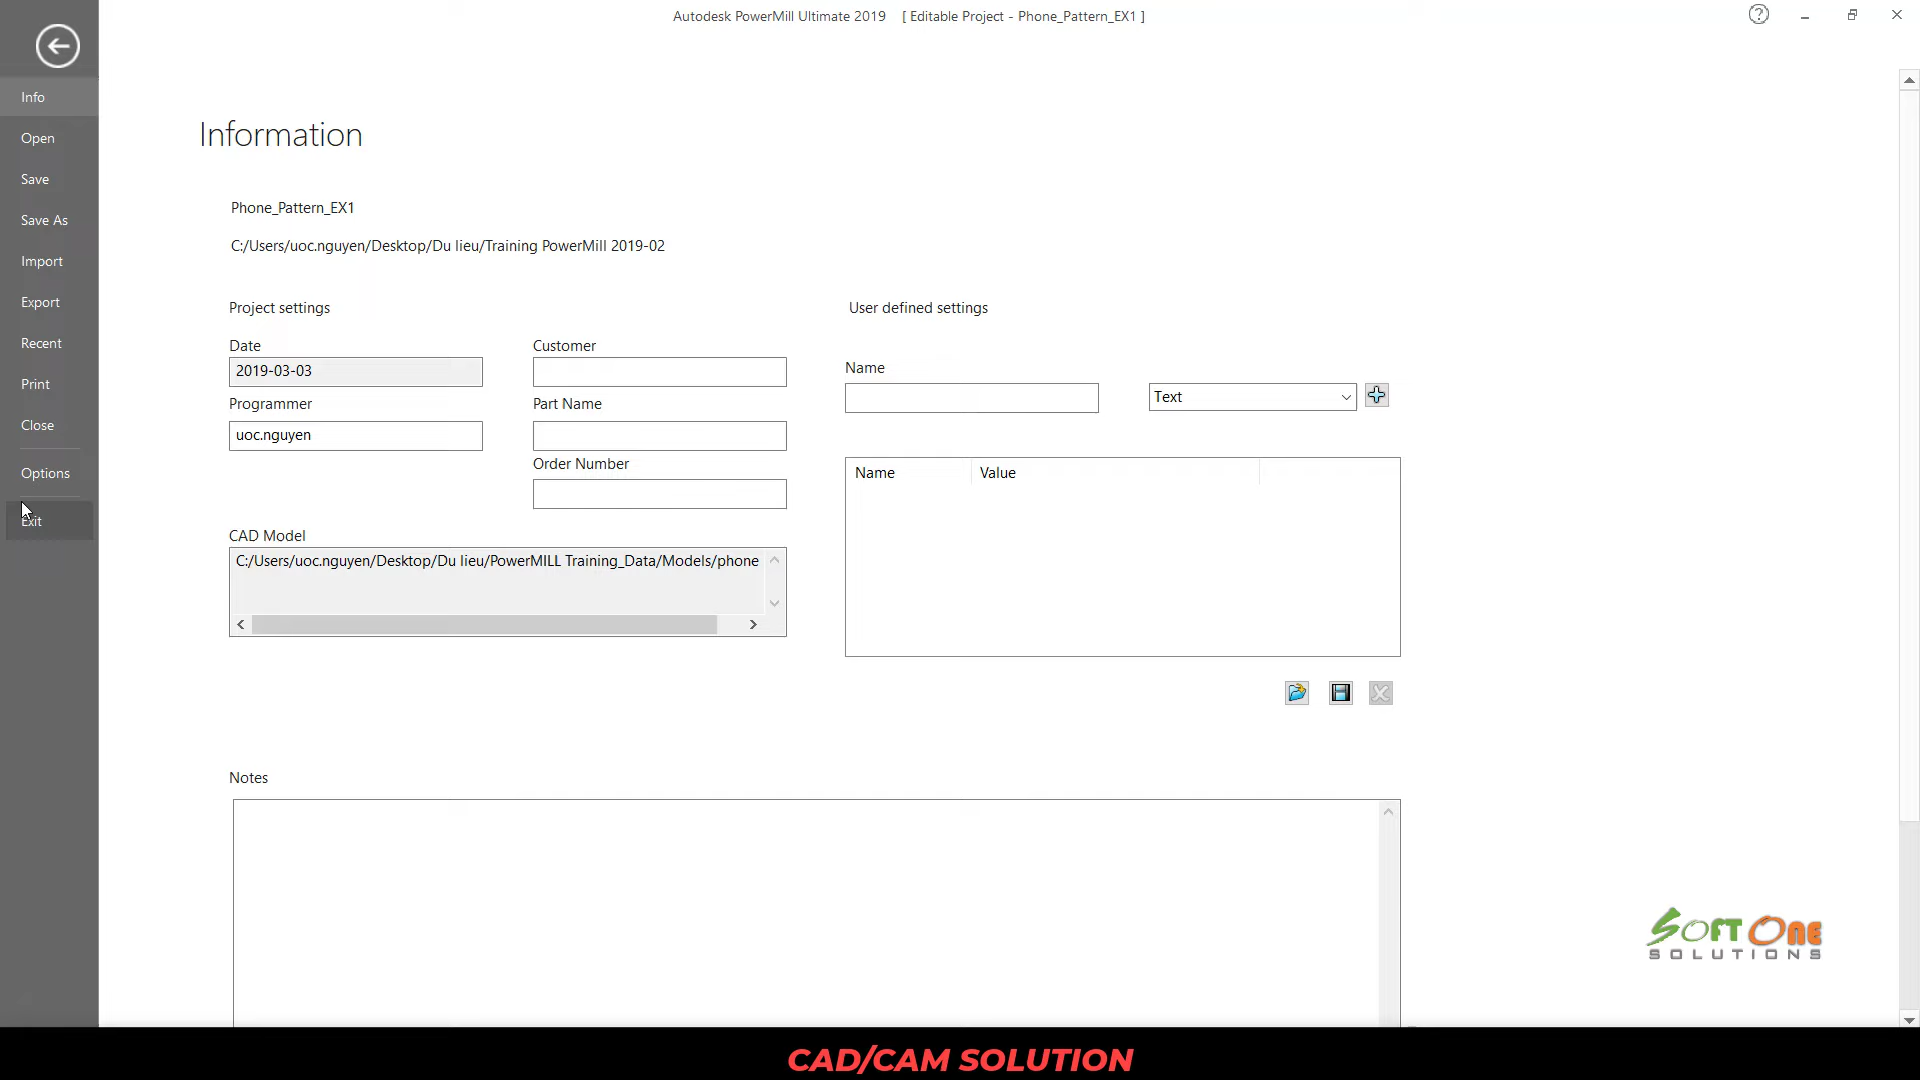 Autodesk PowerMill Ultimate 2019 [ Editable Project - Phone_Pattern_EX1 ]
Info
Open
Save
Save As
Import
Export
Recent
Print
Close
Options
Exit
Information
Phone_Pattern_EX1
C:/Users/uoc.nguyen/Desktop/Du lieu/Training PowerMill 2019-02
Project settings
Date
2019-03-03
Programmer
uoc.nguyen
Customer
Part Name
Order Number
CAD Model
C:/Users/uoc.nguyen/Desktop/Du lieu/PowerMILL Training_Data/Models/phone
User defined settings
Name
Text
Name Value
Notes
SOFT ONE
SOLUTIONS
CAD/CAM SOLUTION